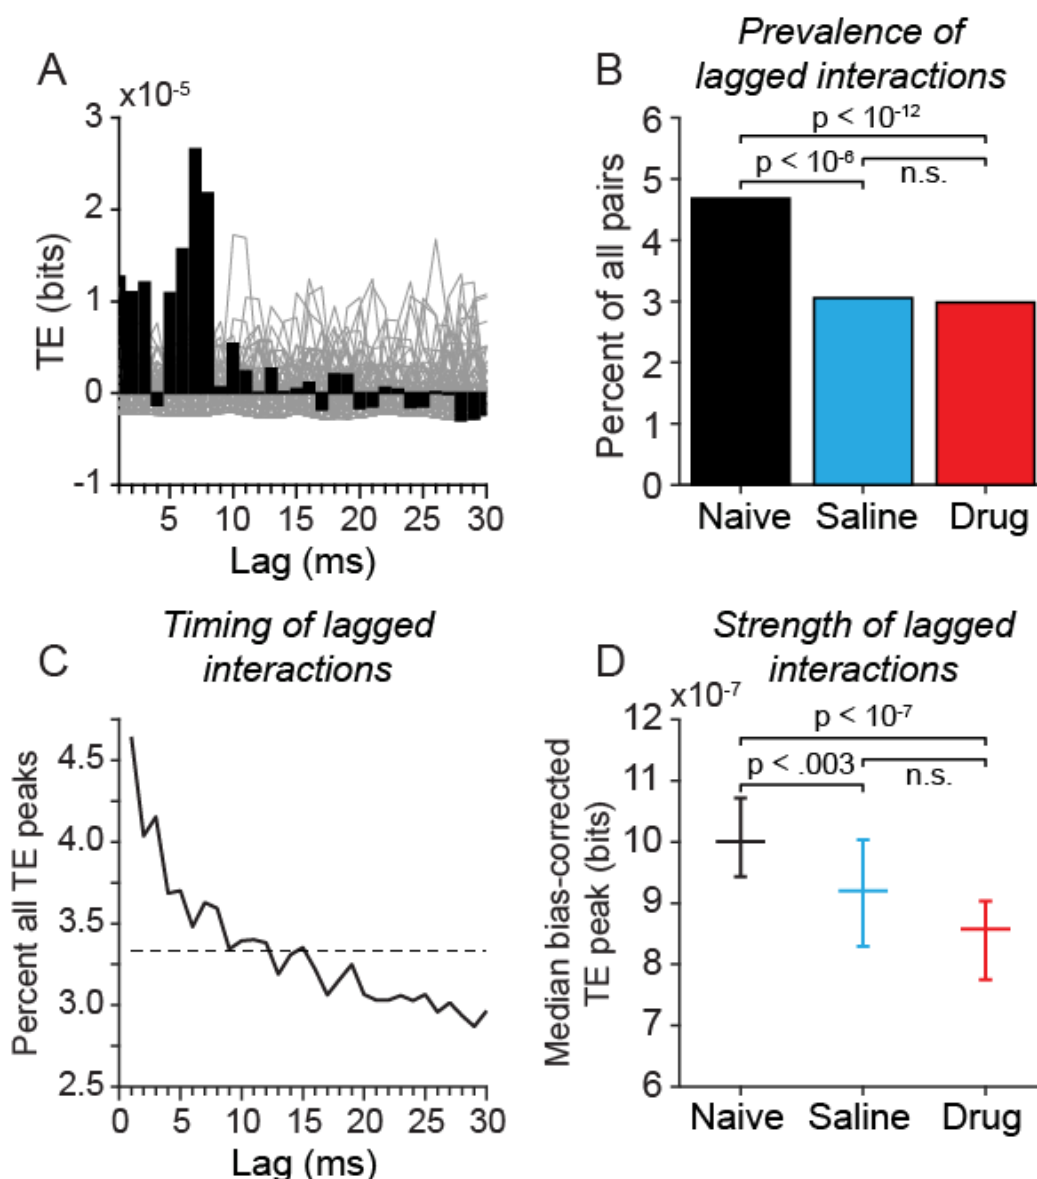 A
x10⁻⁵
3
2
1
0
-1
TE (bits)
5 10 15 20 25 30
Lag (ms)
B
Prevalence of
lagged interactions
p < 10⁻¹²
p < 10⁻⁶
n.s.
6
5
4
3
2
1
0
Percent of all pairs
Naive Saline Drug
C
Timing of lagged
interactions
4.5
4.0
3.5
3.0
2.5
Percent all TE peaks
0 5 10 15 20 25 30
Lag (ms)
D
Strength of lagged
interactions
x10⁻⁷
p < 10⁻⁷
p < .003
n.s.
12
11
10
9
8
7
6
Median bias-corrected
TE peak (bits)
Naive Saline Drug